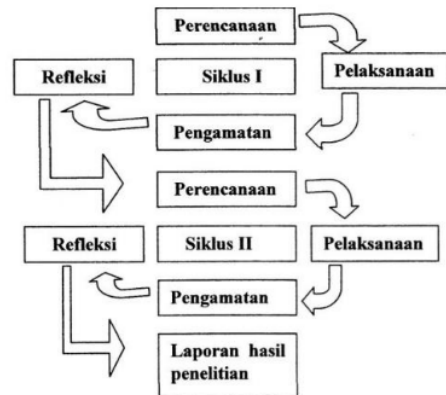 Perencanaan
Refleksi
Siklus I
Pelaksanaan
Pengamatan
Perencanaan
Refleksi
Siklus II
Pelaksanaan
Pengamatan
Laporan hasil
penelitian